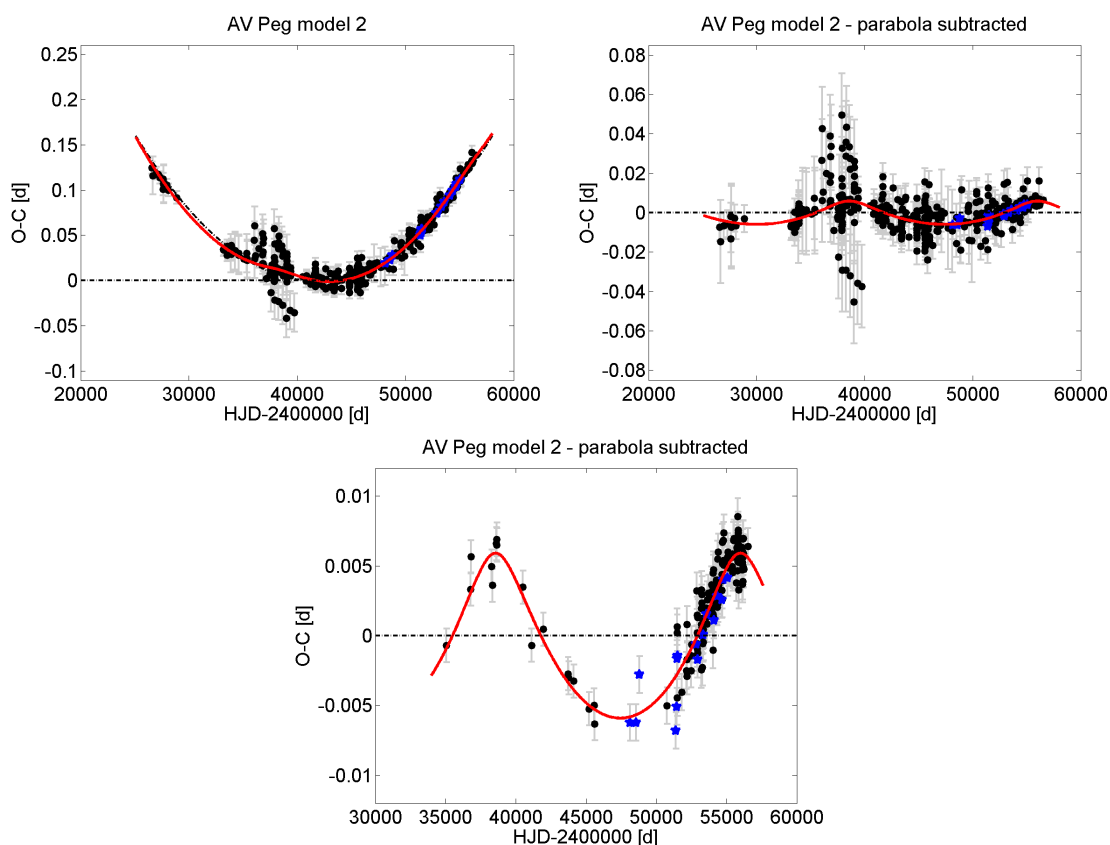 AV Peg model 2
0.25
0.2
0.15
0.1
0.05
0
-0.05
-0.1
O-C [d]
20000 30000 40000 50000 60000
HJD-2400000 [d]
AV Peg model 2 - parabola subtracted
0.08
0.06
0.04
0.02
0
-0.02
-0.04
-0.06
-0.08
O-C [d]
20000 30000 40000 50000 60000
HJD-2400000 [d]
AV Peg model 2 - parabola subtracted
0.01
0.005
0
-0.005
-0.01
O-C [d]
30000 35000 40000 45000 50000 55000 60000
HJD-2400000 [d]